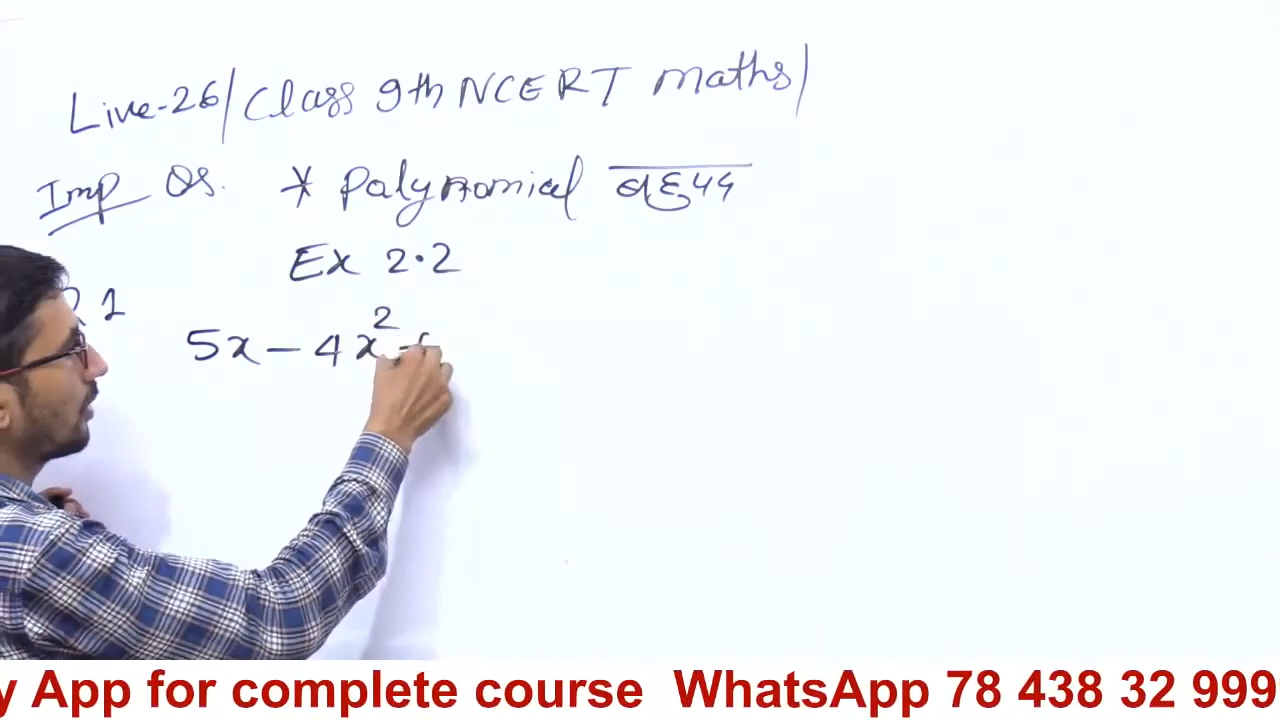 Live-26/Class 9th NCERT Maths/
Imp Qs. * Polynomial बहुपद
Ex 2.2
1
5x - 4x² +
y App for complete course WhatsApp 78 438 32 999